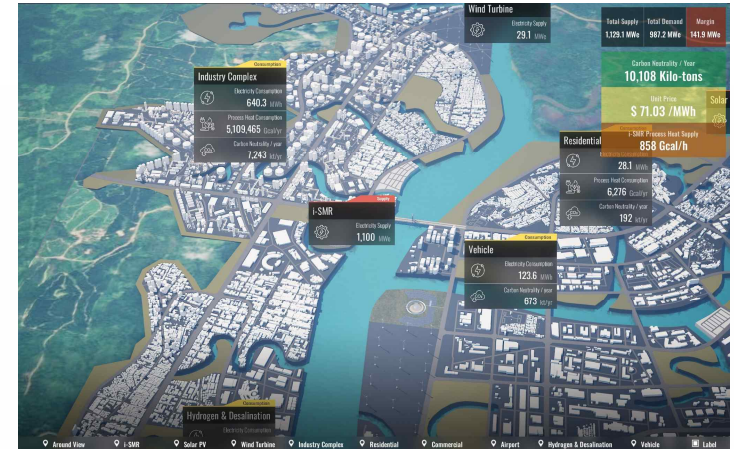 Wind Turbine
Electricity Supply
29.1 MWe
Total Supply Total Demand Margin
1,129.1 MWe 987.2 MWe 141.9 MWe
Carbon Neutrality / Year
10,108 Kilo-tons
Unit Price
$ 71.03 /MWh
Solar
i-SMR Process Heat Supply
858 Gcal/h
Consumption
Industry Complex
Electricity Consumption
640.3 MWh
Process Heat Consumption
5,109,465 Gcal/yr
Carbon Neutrality / year
7,243 kt/yr
Residential
Electricity Consumption
28.1 MWh
Process Heat Consumption
6,276 Gcal/yr
Carbon Neutrality / year
192 kt/yr
Supply
i-SMR
Electricity Supply
1,100 MWe
Consumption
Vehicle
Electricity Consumption
123.6 MWh
Carbon Neutrality / year
673 kt/yr
Consumption
Hydrogen & Desalination
Electricity Consumption
Around View i-SMR Solar PV Wind Turbine Industry Complex Residential Commercial Airport Hydrogen & Desalination Vehicle Label